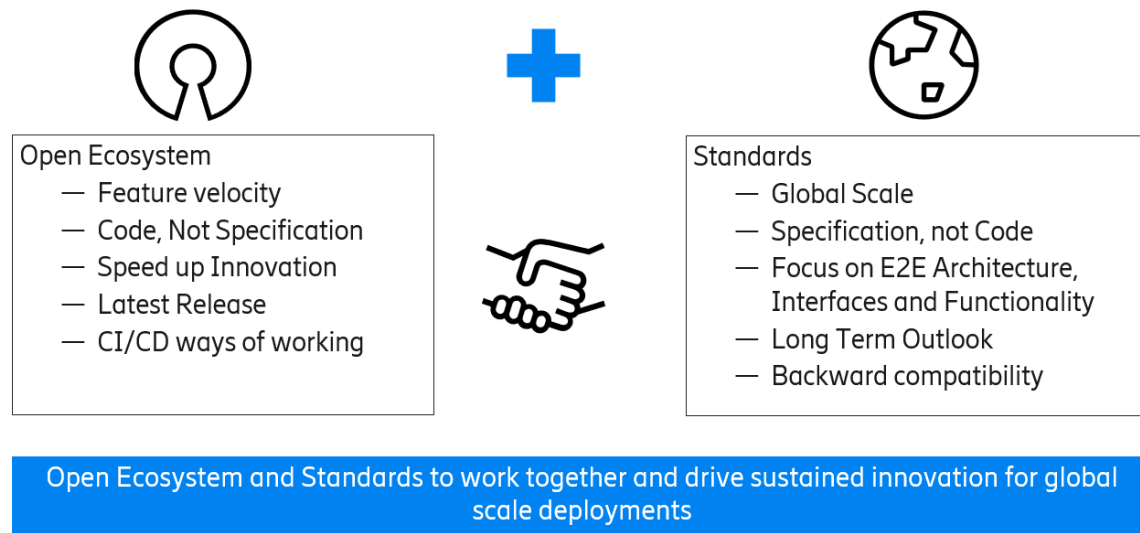 Open Ecosystem
— Feature velocity
— Code, Not Specification
— Speed up Innovation
— Latest Release
— CI/CD ways of working
Standards
— Global Scale
— Specification, not Code
— Focus on E2E Architecture,
Interfaces and Functionality
— Long Term Outlook
— Backward compatibility
Open Ecosystem and Standards to work together and drive sustained innovation for global
scale deployments